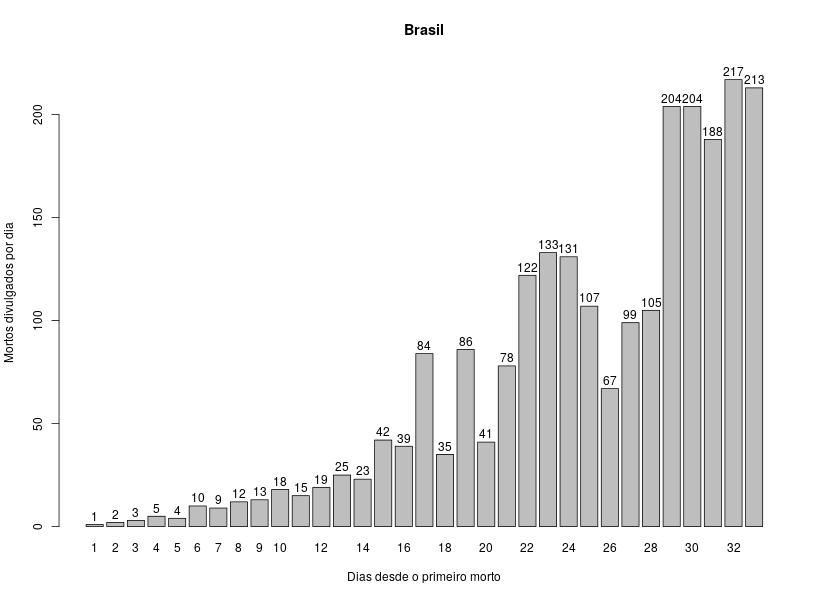 Brasil
Mortos divulgados por dia
200
150
100
50
0
1 2 3 5 4 10 9 12 13 18 15 19 25 23 42 39 84 35 86 41 78 122 133 131 107 67 99 105 204 204 188 217 213
1 2 3 4 5 6 7 8 9 10 12 14 16 18 20 22 24 26 28 30 32
Dias desde o primeiro morto